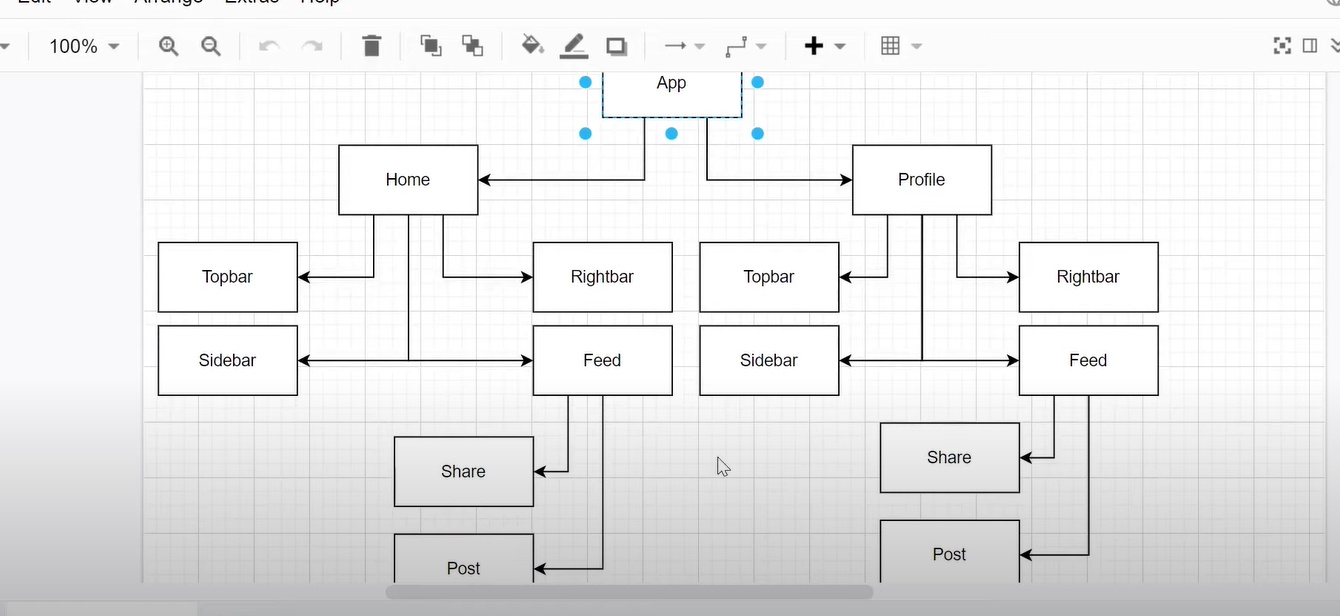 Edit View Arrange Extras Help
100%
App
Home
Profile
Topbar
Rightbar
Topbar
Rightbar
Sidebar
Feed
Sidebar
Feed
Share
Share
Post
Post